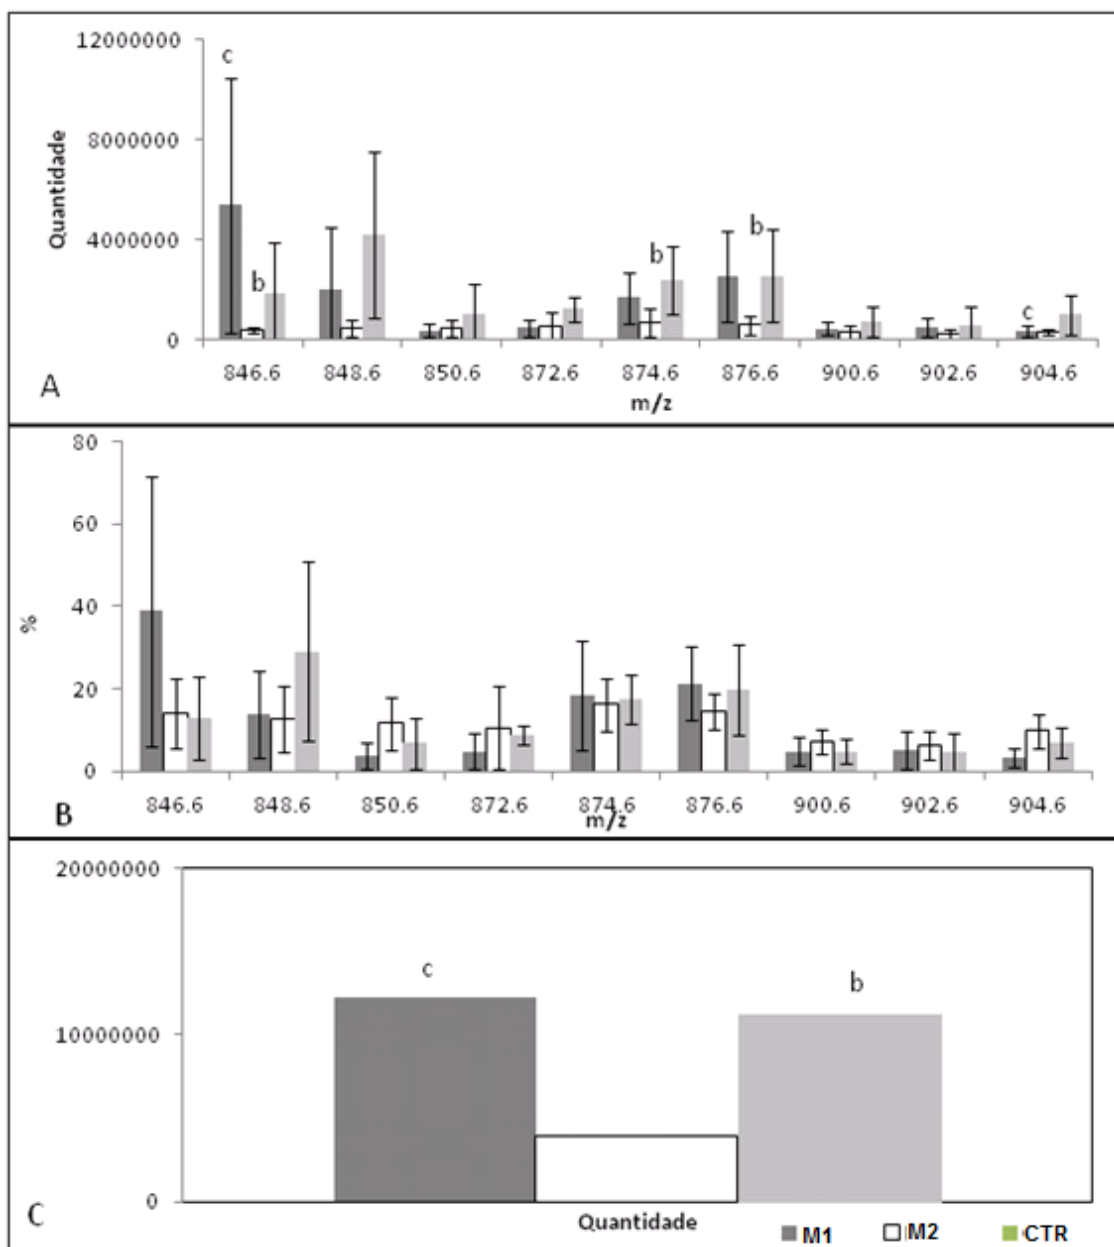 12000000
c
8000000
Quantidade
4000000
b
b
b
c
0
846.6 848.6 850.6 872.6 874.6 876.6 900.6 902.6 904.6
A
m/z
80
60
%
40
20
0
846.6 848.6 850.6 872.6 874.6 876.6 900.6 902.6 904.6
B
m/z
20000000
c
b
10000000
0
C
Quantidade
M1 M2 CTR